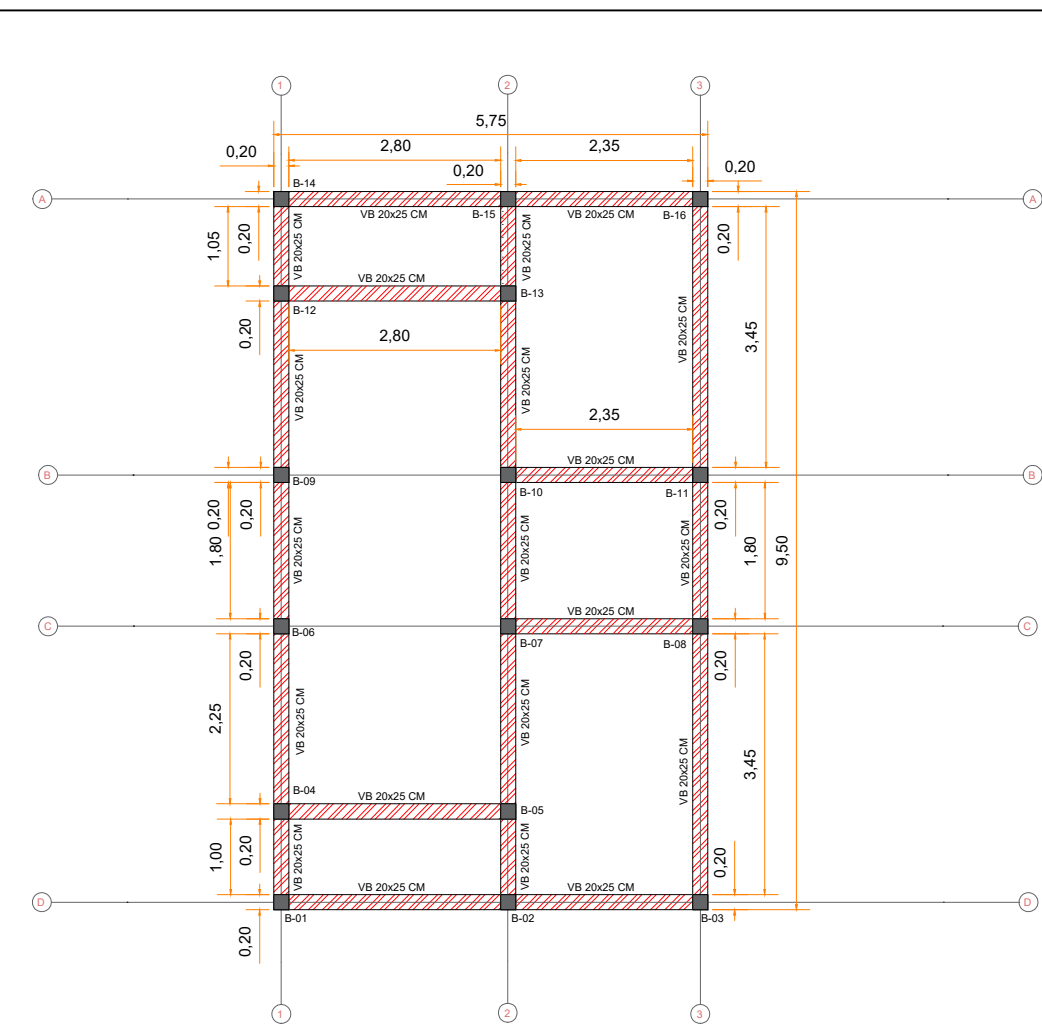 1
2
3
5,75
2,80
2,35
0,20
0,20
0,20
B-14
A
A
VB 20x25 CM
B-15
VB 20x25 CM
B-16
1,05
0,20
VB 20x25 CM
VB 20x25 CM
0,20
VB 20x25 CM
B-13
B-12
0,20
2,80
VB 20x25 CM
VB 20x25 CM
VB 20x25 CM
3,45
2,35
VB 20x25 CM
B
B
B-09
B-10
B-11
0,20
0,20
0,20
1,80
VB 20x25 CM
VB 20x25 CM
VB 20x25 CM
1,80
9,50
VB 20x25 CM
C
C
B-06
B-07
B-08
0,20
0,20
2,25
VB 20x25 CM
VB 20x25 CM
VB 20x25 CM
3,45
B-04
VB 20x25 CM
B-05
1,00
0,20
VB 20x25 CM
VB 20x25 CM
0,20
VB 20x25 CM
VB 20x25 CM
D
D
B-01
B-02
B-03
0,20
1
2
3